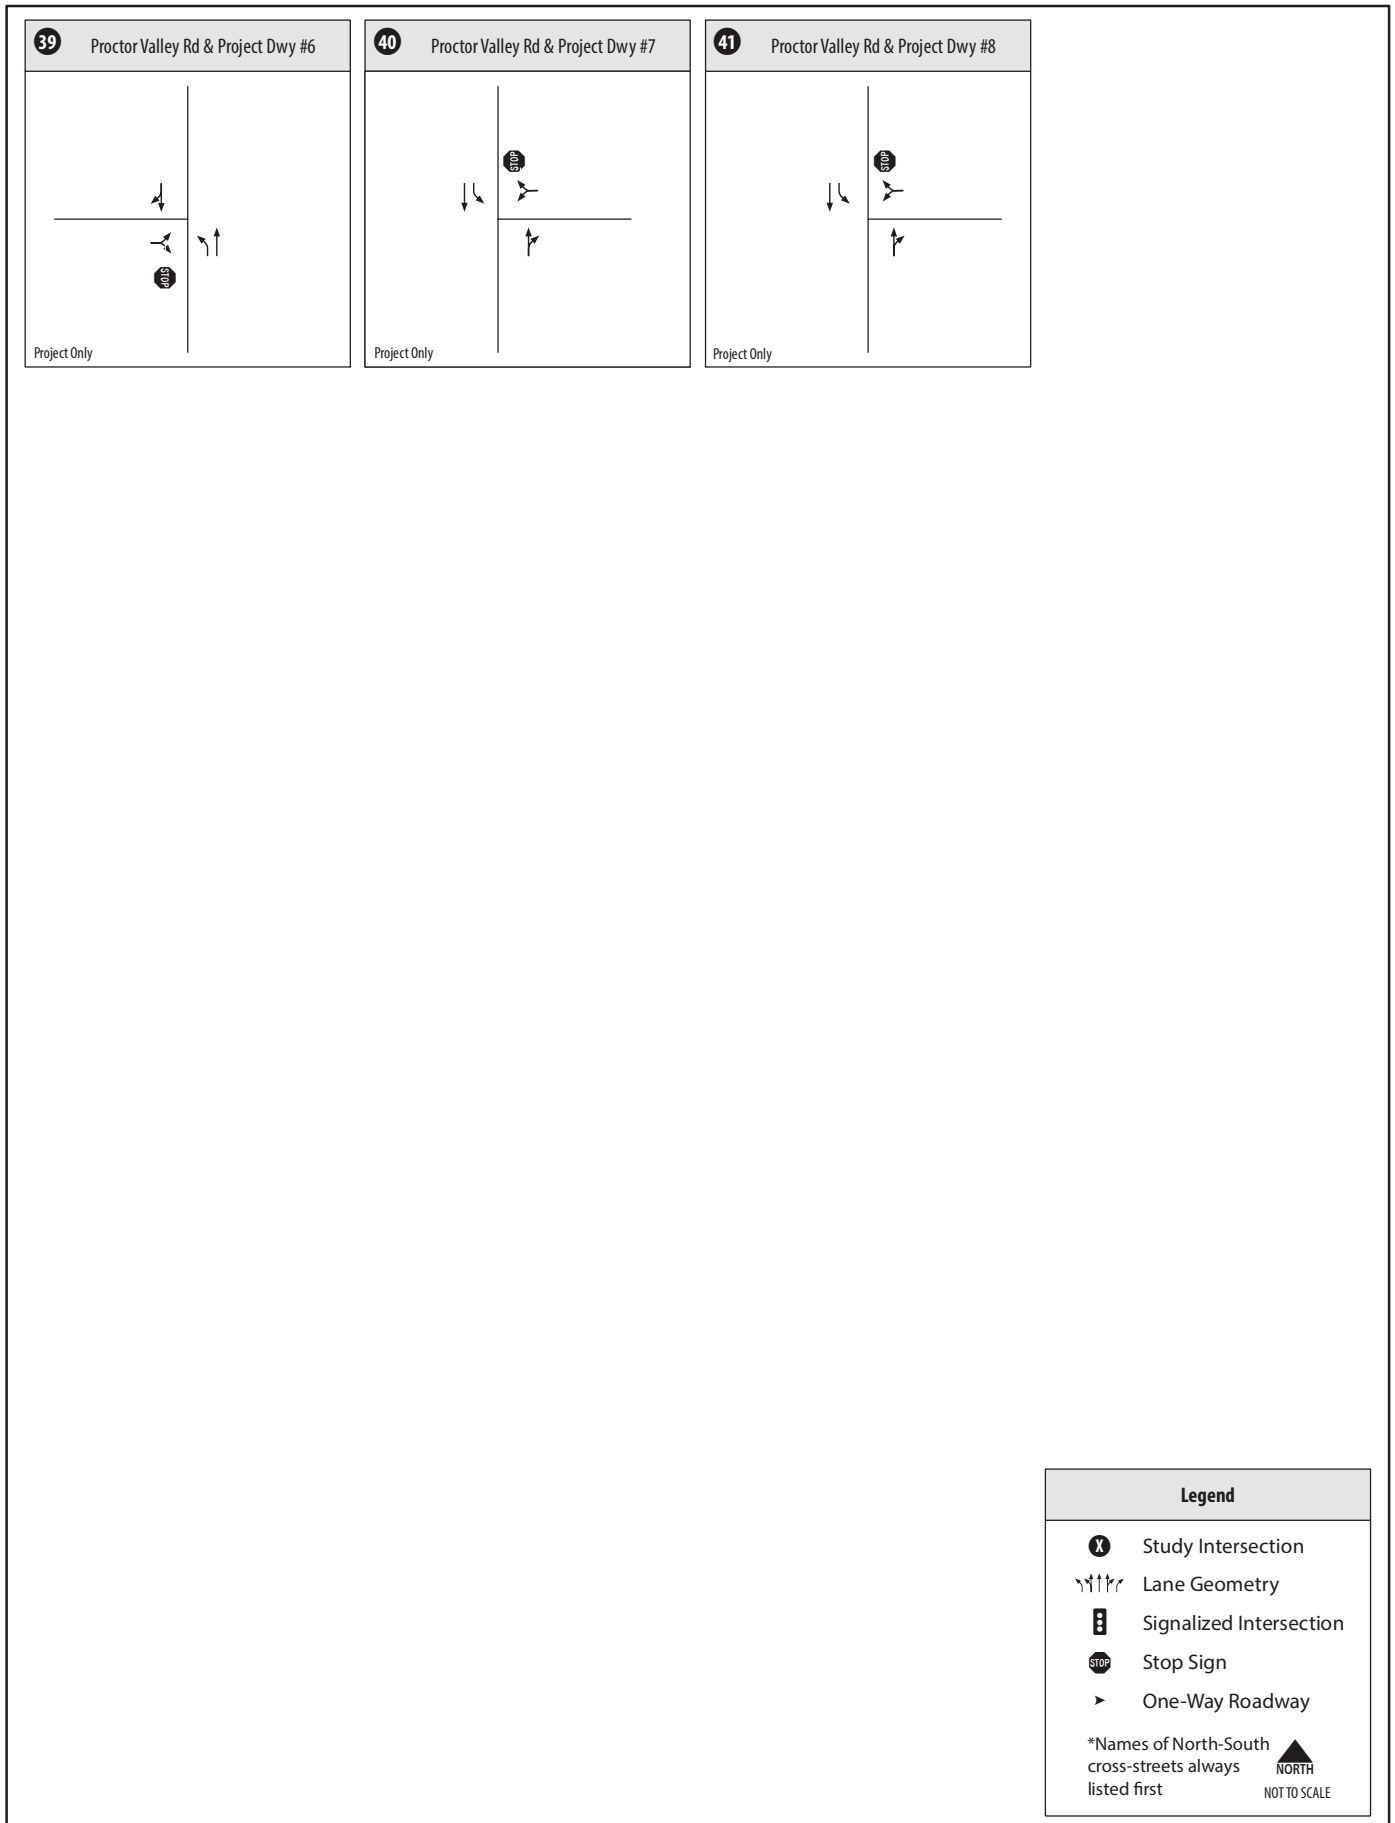 39 Proctor Valley Rd & Project Dwy #6
STOP
Project Only
40 Proctor Valley Rd & Project Dwy #7
STOP
Project Only
41 Proctor Valley Rd & Project Dwy #8
STOP
Project Only
Legend
X Study Intersection
Lane Geometry
Signalized Intersection
STOP Stop Sign
One-Way Roadway
*Names of North-South
cross-streets always
listed first
NORTH
NOT TO SCALE